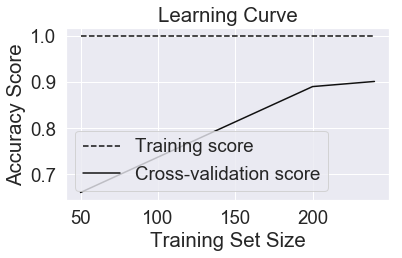 Learning Curve
1.0
0.9
0.8
0.7
Accuracy Score
Training score
Cross-validation score
50 100 150 200
Training Set Size